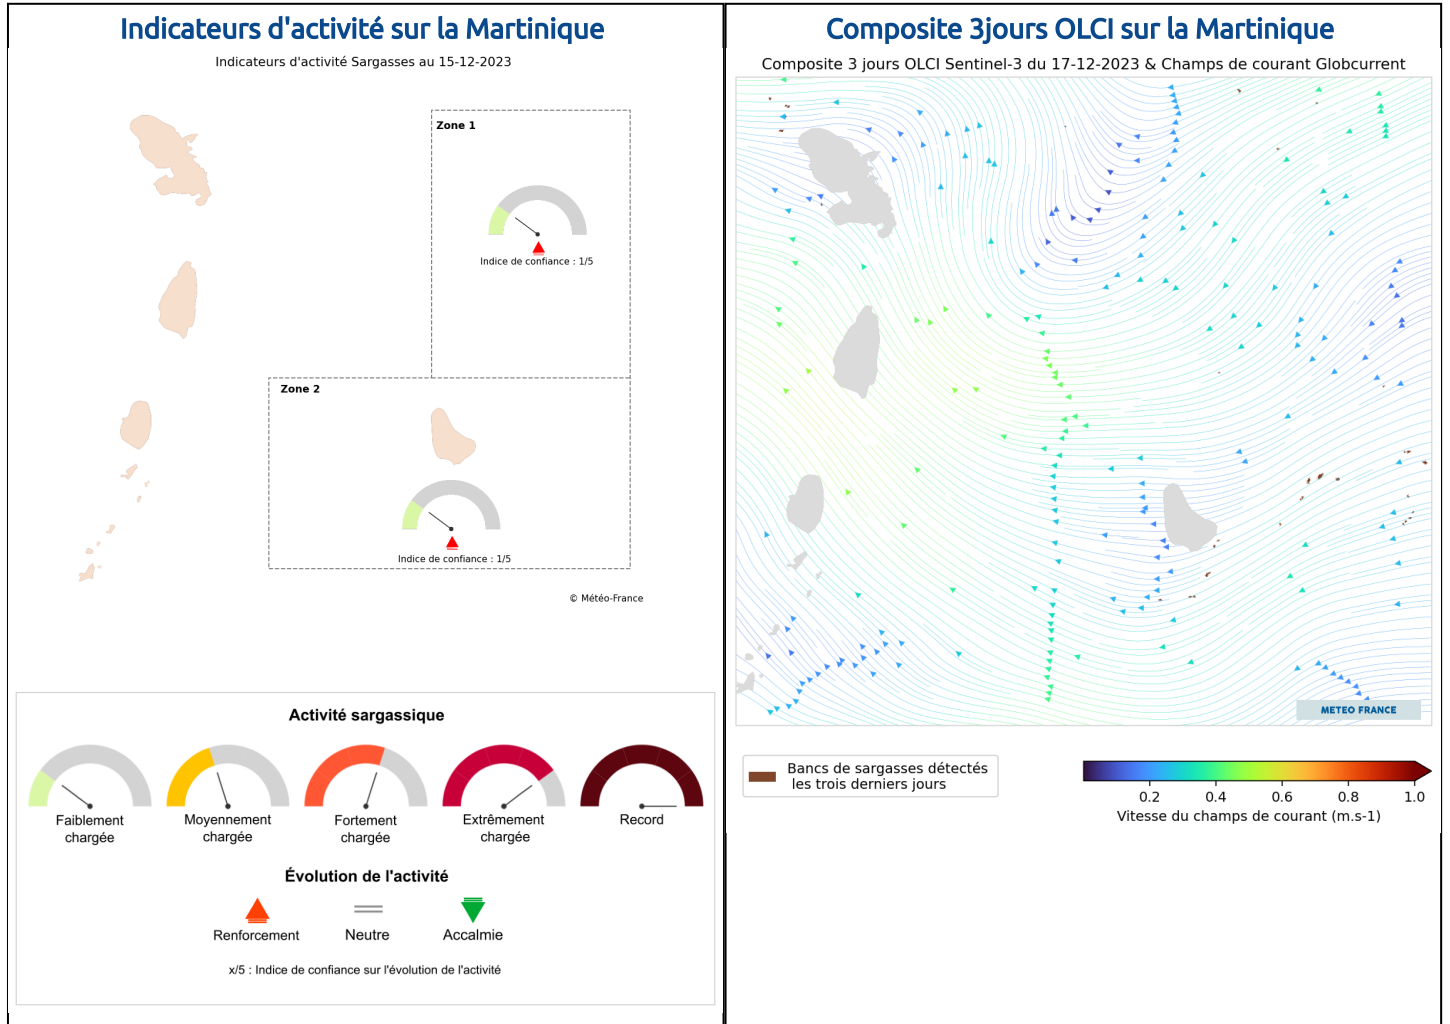 Indicateurs d'activité sur la Martinique
Indicateurs d'activité Sargasses au 15-12-2023
Zone 1
Indice de confiance : 1/5
Zone 2
Indice de confiance : 1/5
© Météo-France
Activité sargassique
Faiblement
chargée
Moyennement
chargée
Fortement
chargée
Extrêmement
chargée
Record
Évolution de l'activité
Renforcement
Neutre
Accalmie
x/5 : Indice de confiance sur l'évolution de l'activité
Composite 3jours OLCI sur la Martinique
Composite 3 jours OLCI Sentinel-3 du 17-12-2023 & Champs de courant Globcurrent
METEO FRANCE
Bancs de sargasses détectés
les trois derniers jours
0.2 0.4 0.6 0.8 1.0
Vitesse du champs de courant (m.s-1)